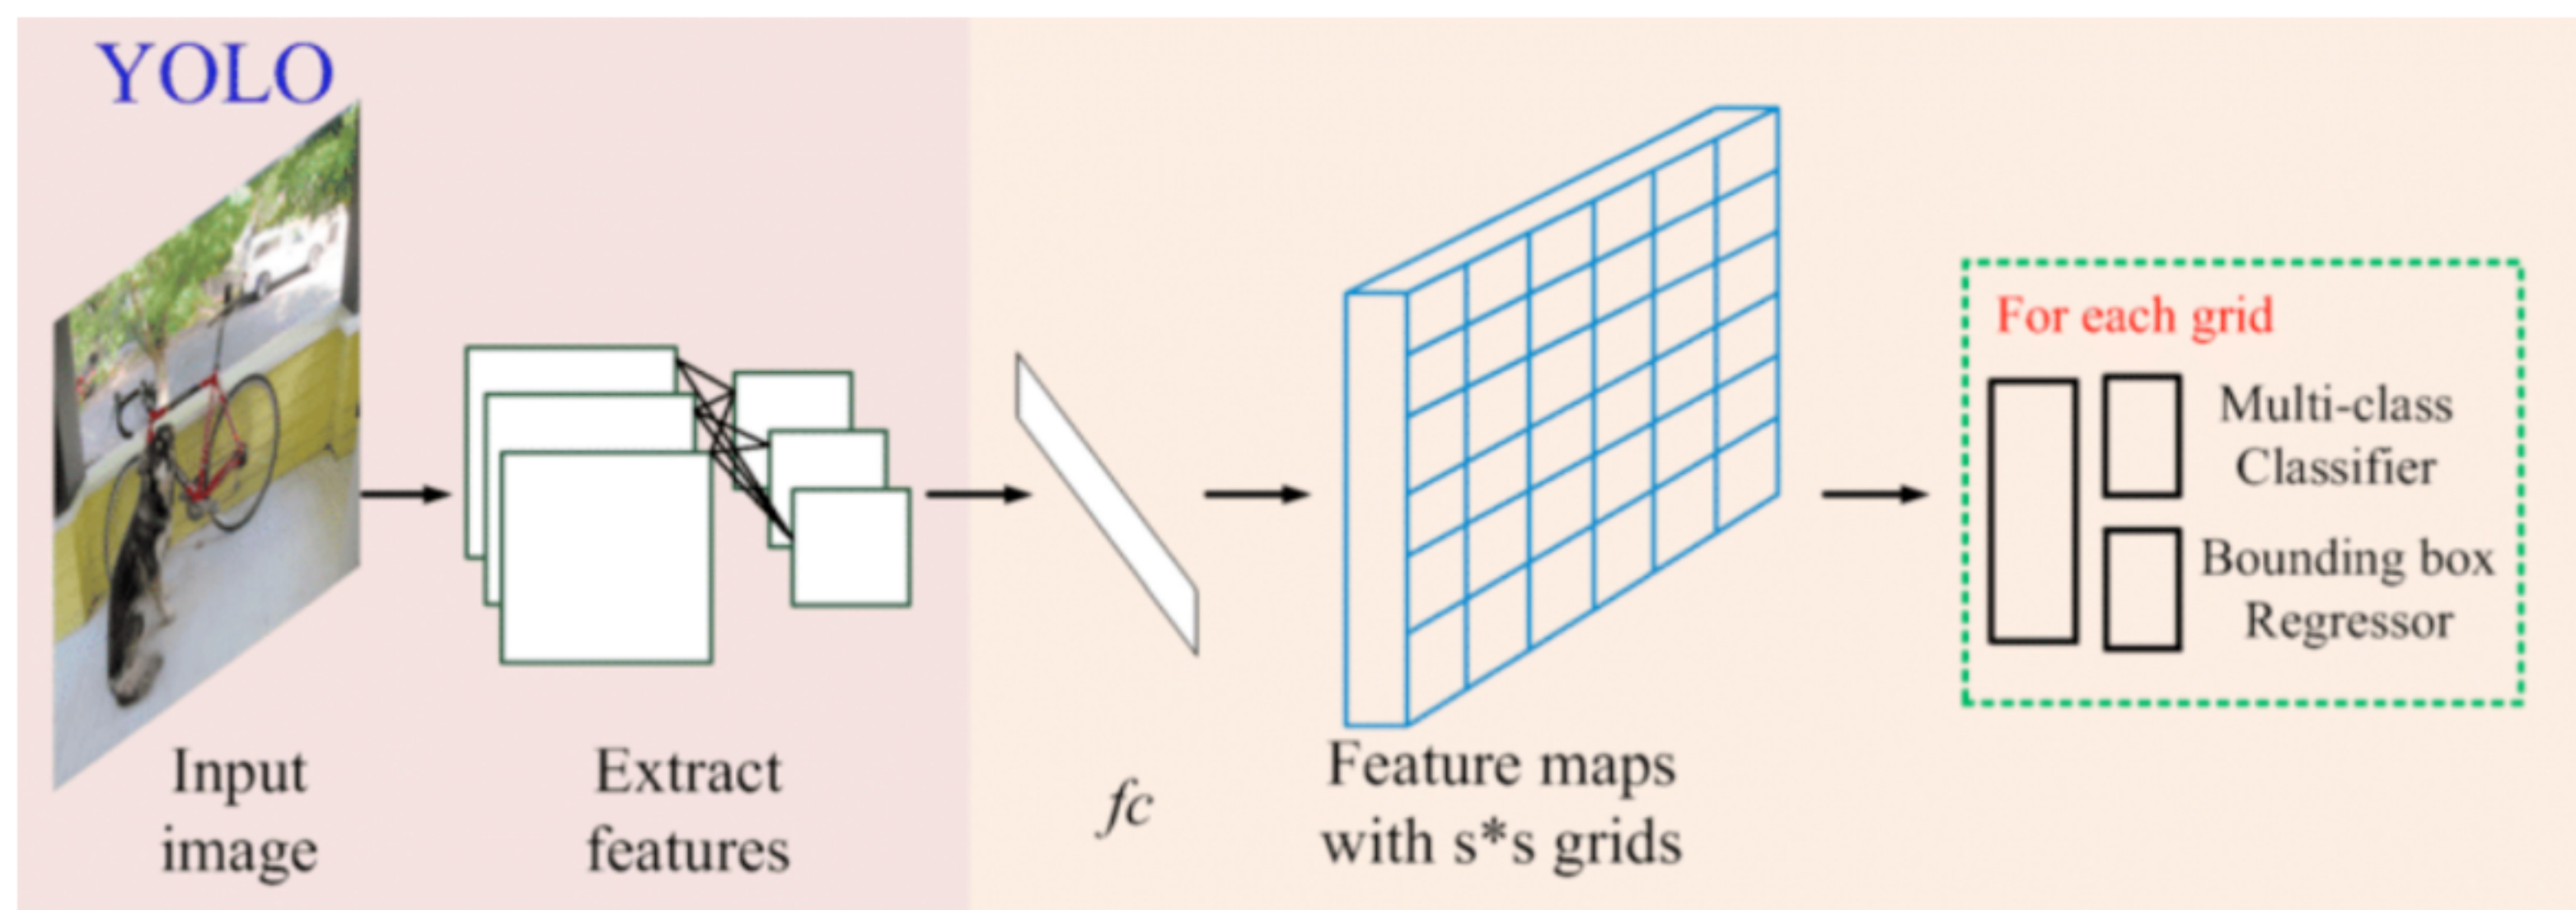 YOLO
Input
image
Extract
features
fc
Feature maps
with s*s grids
For each grid
Multi-class
Classifier
Bounding box
Regressor